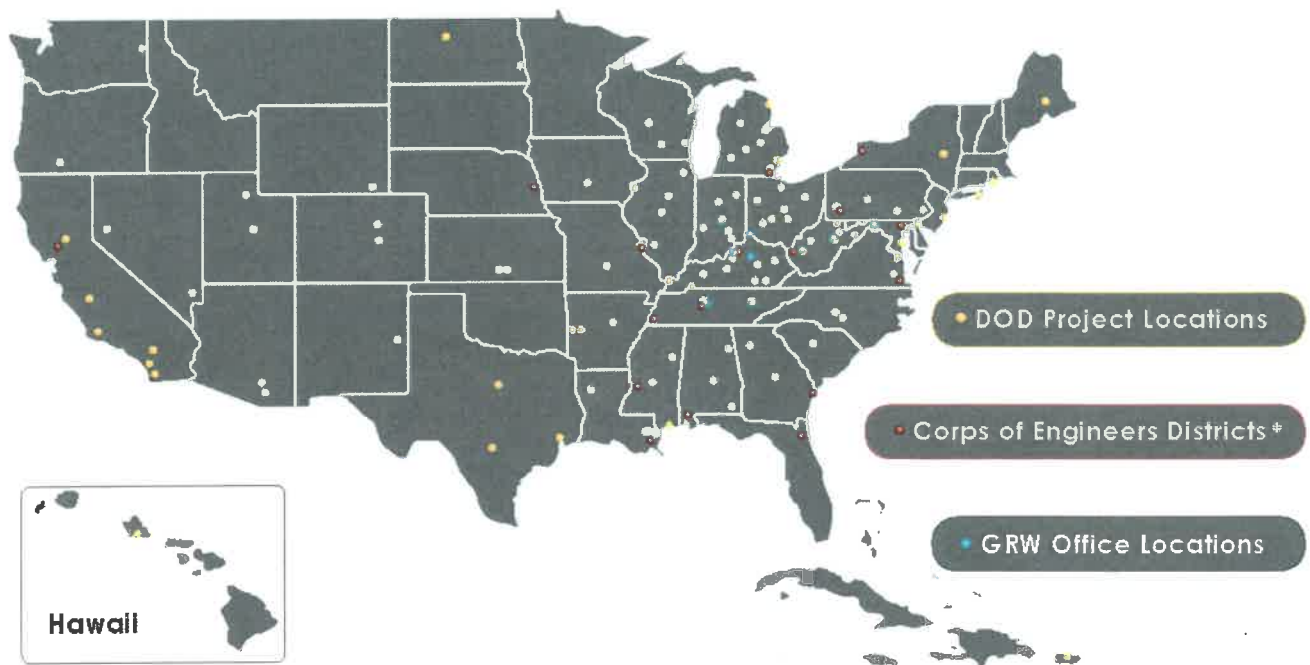 DOD Project Locations
Corps of Engineers Districts*
GRW Office Locations
Hawaii